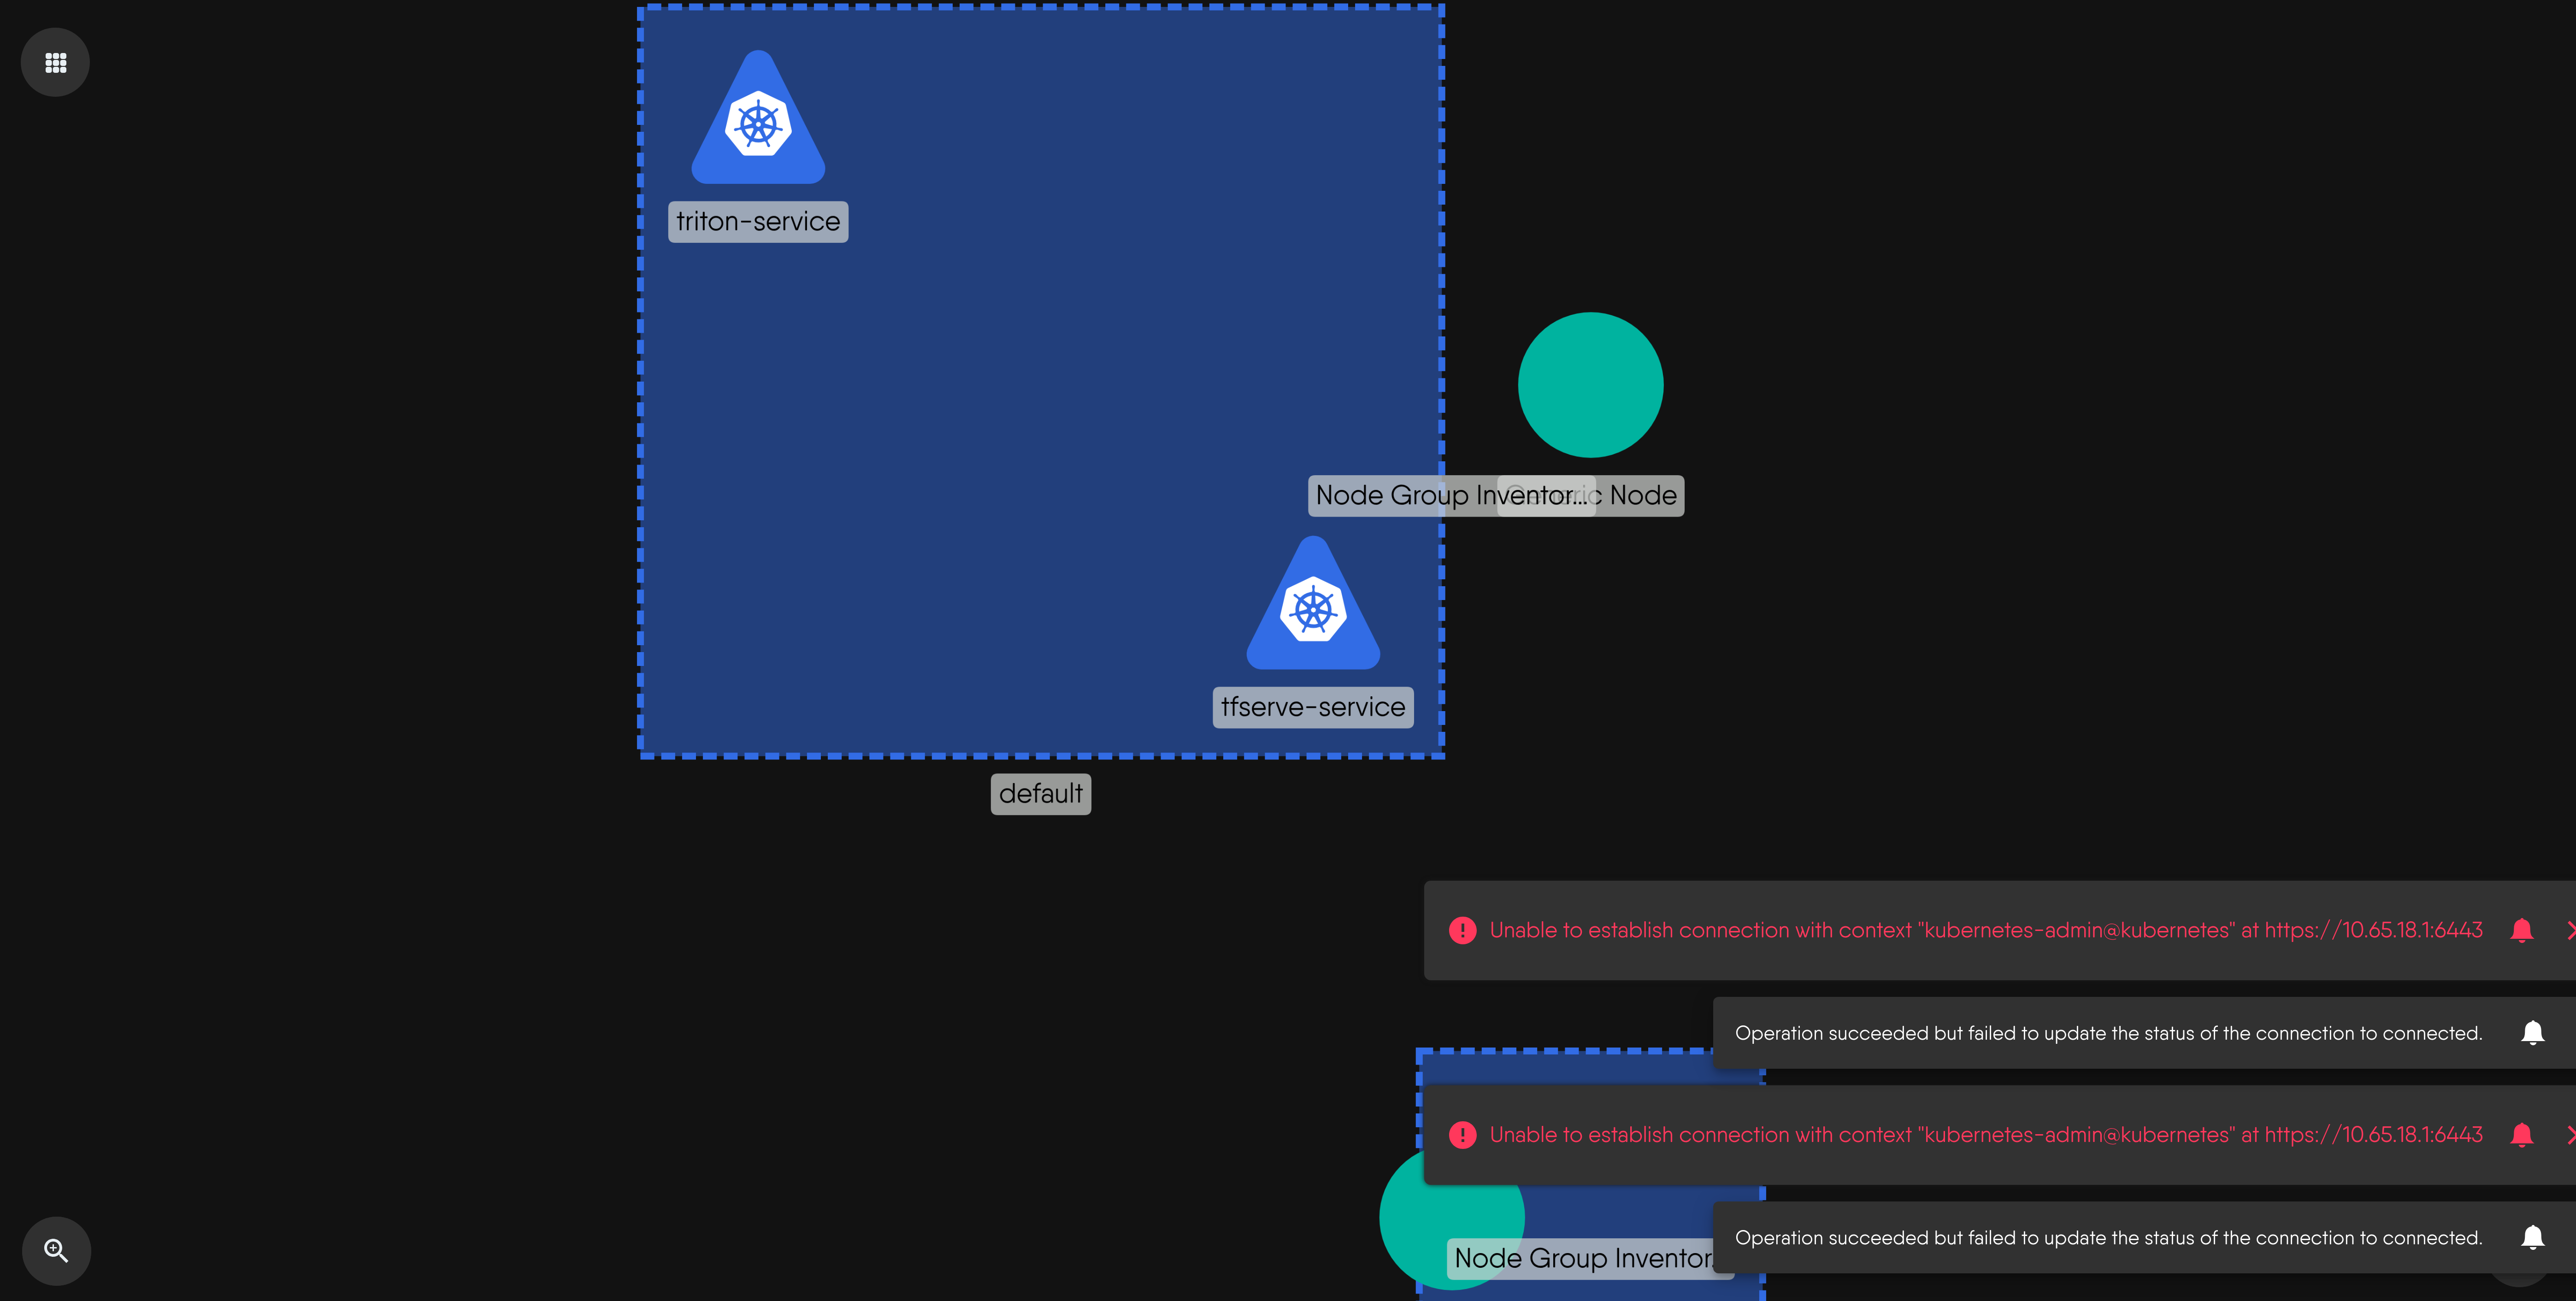 triton-service
Node Group Inventor...
Node
tfserve-service
default
Unable to establish connection with context "kubernetes-admin@kubernetes" at https://10.65.18.1:6443
Operation succeeded but failed to update the status of the connection to connected.
Unable to establish connection with context "kubernetes-admin@kubernetes" at https://10.65.18.1:6443
Operation succeeded but failed to update the status of the connection to connected.
Node Group Inventor